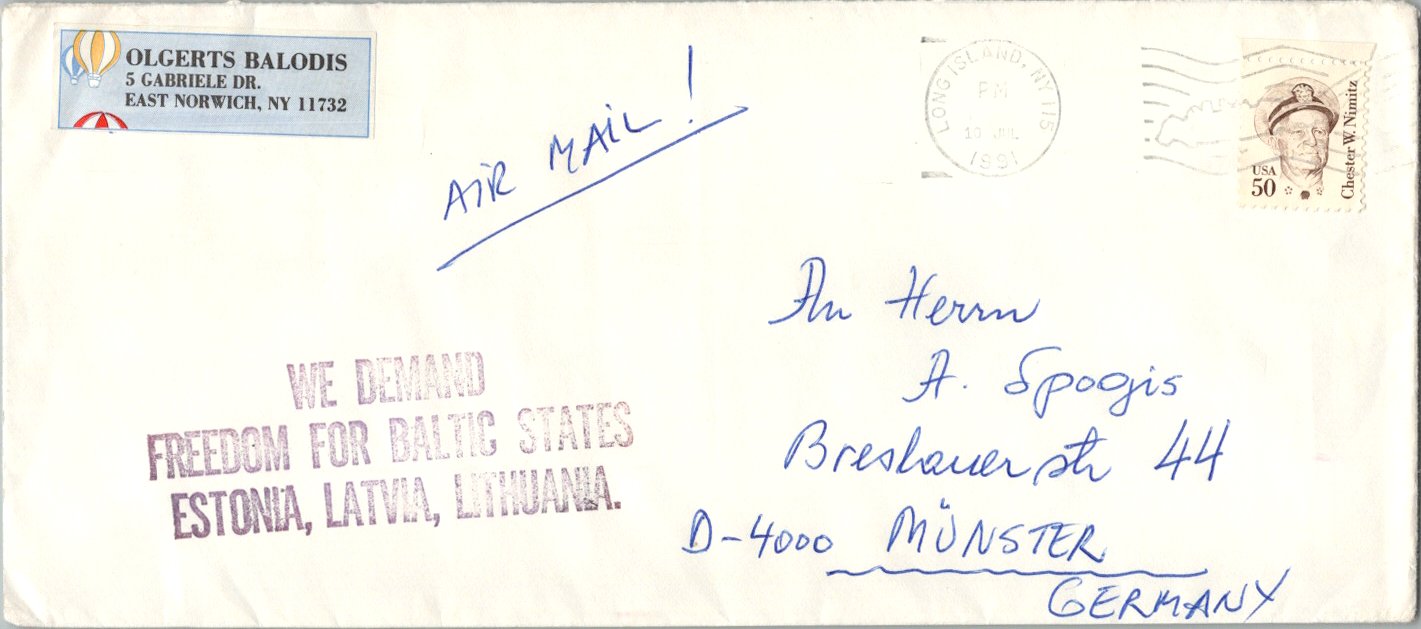 OLGERTS BALODIS
5 GABRIELE DR.
EAST NORWICH, NY 11732
AIR MAIL!
LONG ISLAND, NY 115
PM
10 JUL
1991
USA
50
Chester W. Nimitz
An Herrn
A. Spogis
Breslauer str 44
D-4000 MÜNSTER
GERMANY
WE DEMAND
FREEDOM FOR BALTIC STATES
ESTONIA, LATVIA, LITHUANIA.